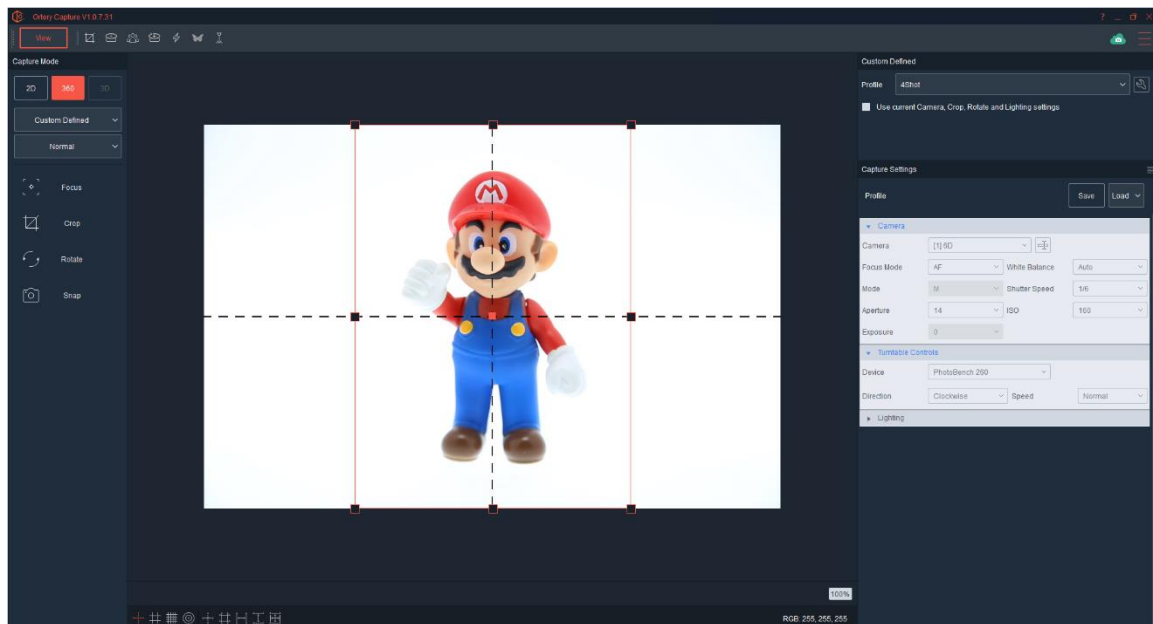 Ortery Capture V1.0.7.31
View
Capture Mode
2D 360 3D
Custom Defined
Normal
Focus
Crop
Rotate
Snap
M
100%
RGB: 255, 255, 255
Custom Defined
Profile 4Shot
Use current Camera, Crop, Rotate and Lighting settings
Capture Settings
Profile Save Load
Camera
Camera [1] 6D
Focus Mode AF White Balance Auto
Mode M Shutter Speed 1/6
Aperture 14 ISO 160
Exposure 0
Turntable Controls
Device PhotoBench 260
Direction Clockwise Speed Normal
Lighting